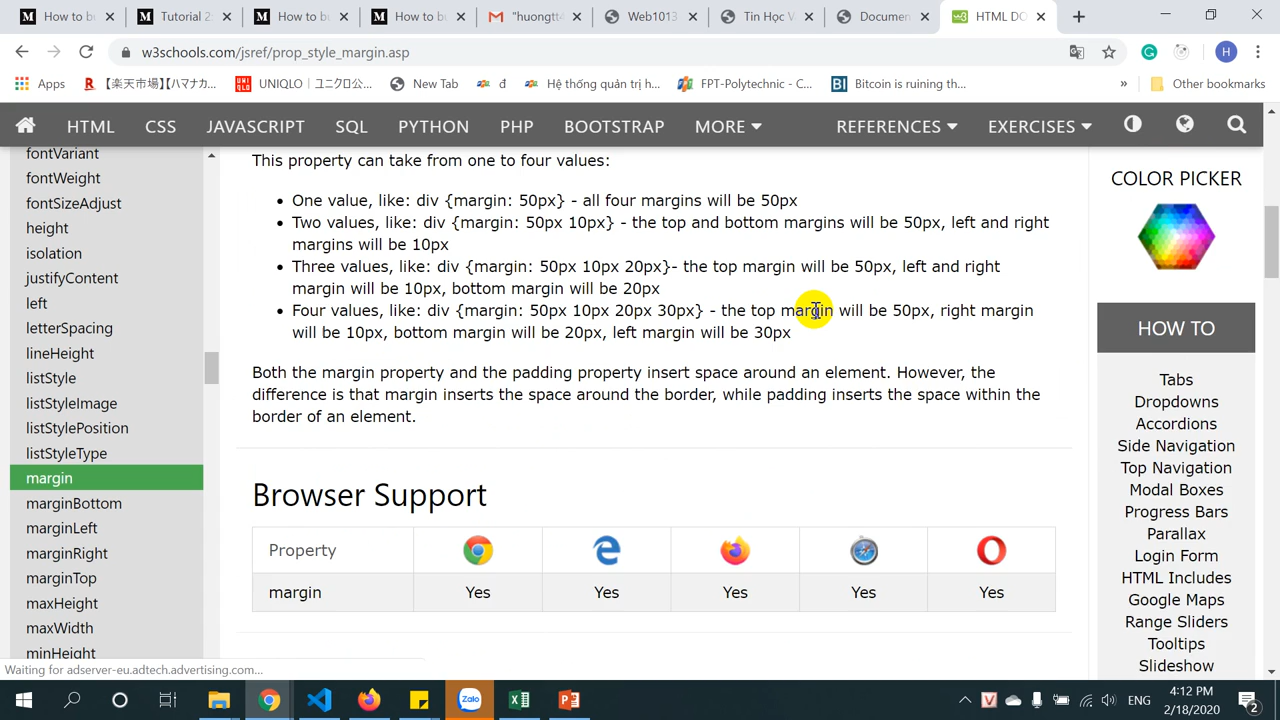 How to bu
Tutorial 2
How to bu
How to bu
"huongtt4
Web1013
Tin Học V
Documen
HTML DO
w3schools.com/jsref/prop_style_margin.asp
H
Apps
【楽天市場】【ハマナカ...
UNIQLO | ユニクロ公...
New Tab
đ
Hệ thống quản trị h...
FPT-Polytechnic - C...
BI
Bitcoin is ruining th...
»
Other bookmarks
HTML CSS JAVASCRIPT SQL PYTHON PHP BOOTSTRAP MORE REFERENCES EXERCISES
fontVariant
fontWeight
fontSizeAdjust
height
isolation
justifyContent
left
letterSpacing
lineHeight
listStyle
listStyleImage
listStylePosition
listStyleType
margin
marginBottom
marginLeft
marginRight
marginTop
maxHeight
maxWidth
minHeight
This property can take from one to four values:
• One value, like: div {margin: 50px} - all four margins will be 50px
• Two values, like: div {margin: 50px 10px} - the top and bottom margins will be 50px, left and right
margins will be 10px
• Three values, like: div {margin: 50px 10px 20px}- the top margin will be 50px, left and right
margin will be 10px, bottom margin will be 20px
• Four values, like: div {margin: 50px 10px 20px 30px} - the top margin will be 50px, right margin
will be 10px, bottom margin will be 20px, left margin will be 30px
Both the margin property and the padding property insert space around an element. However, the
difference is that margin inserts the space around the border, while padding inserts the space within the
border of an element.
Browser Support
Property
margin Yes Yes Yes Yes Yes
COLOR PICKER
HOW TO
Tabs
Dropdowns
Accordions
Side Navigation
Top Navigation
Modal Boxes
Progress Bars
Parallax
Login Form
HTML Includes
Google Maps
Range Sliders
Tooltips
Slideshow
Waiting for adserver-eu.adtech.advertising.com...
Zalo
V
ENG
4:12 PM
2/18/2020
2